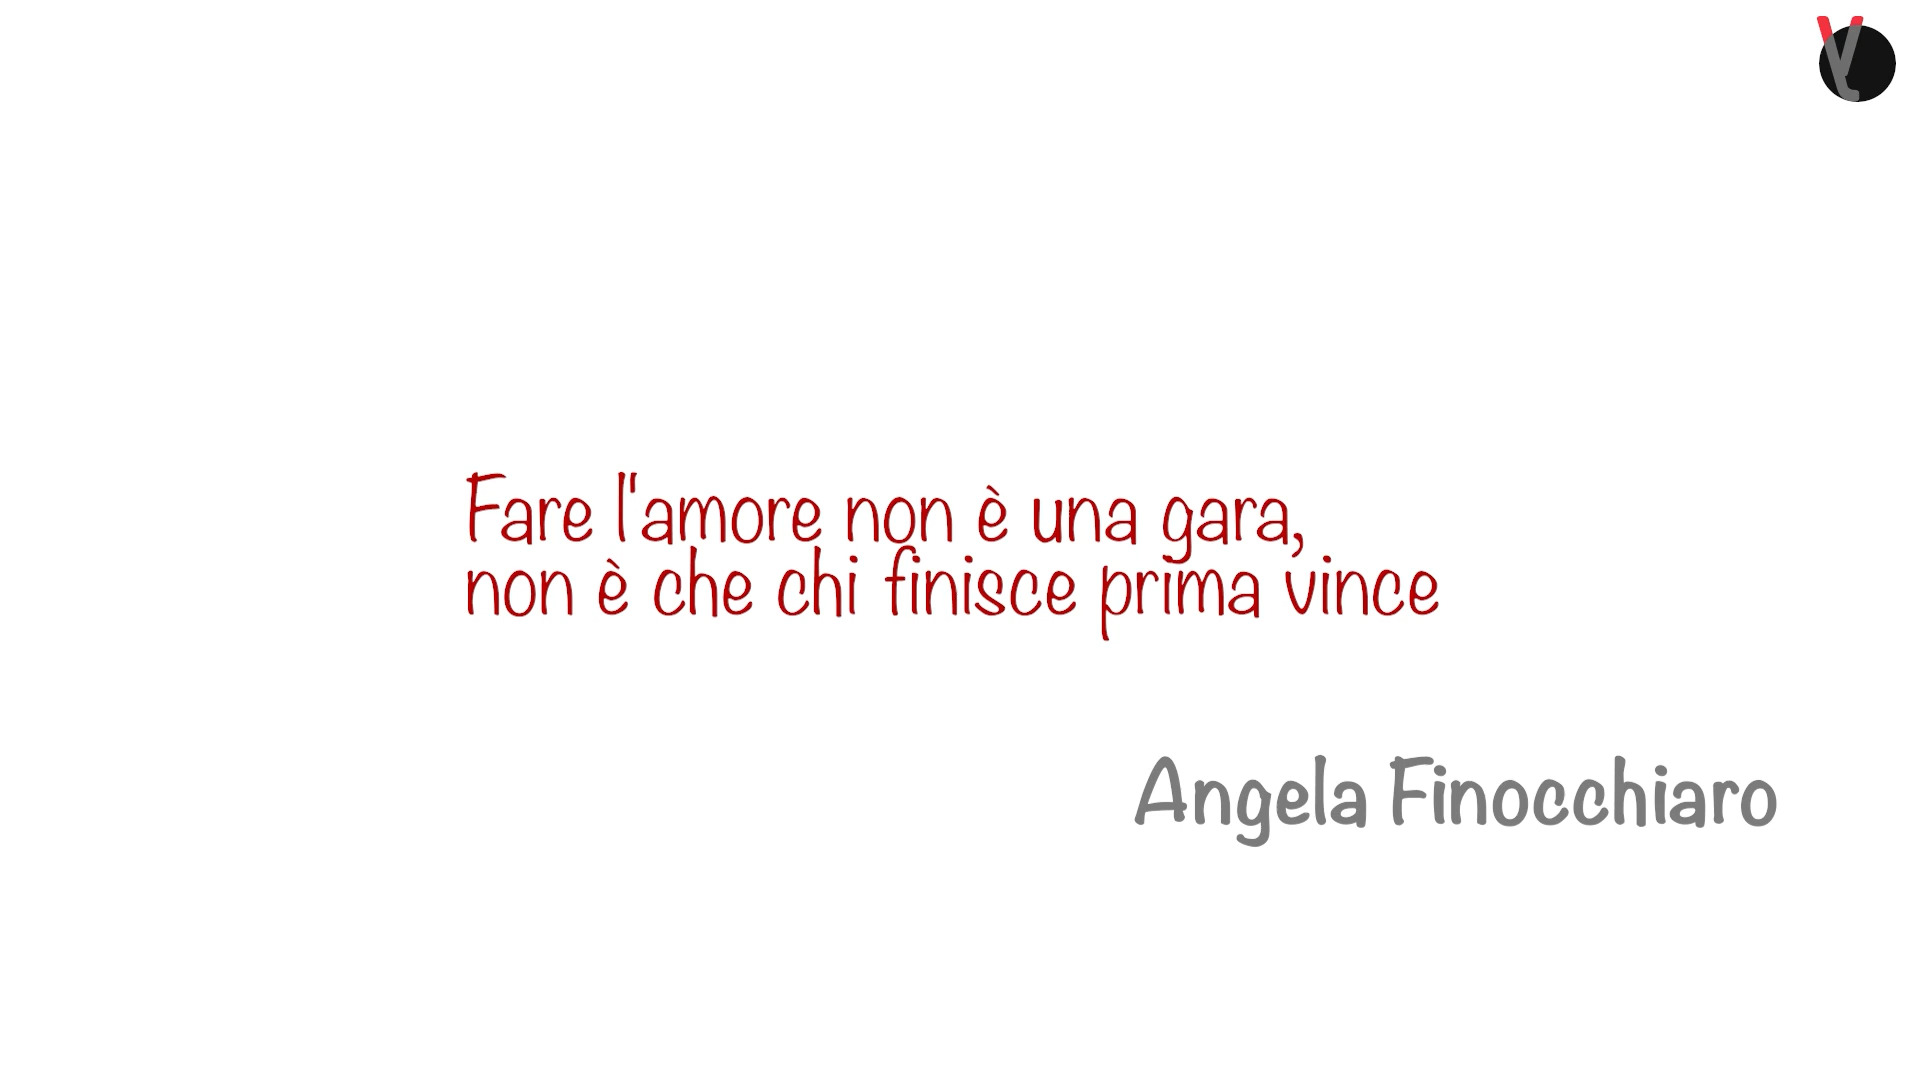 Fare l'amore non è una gara,
non è che chi finisce prima vince
Angela Finocchiaro